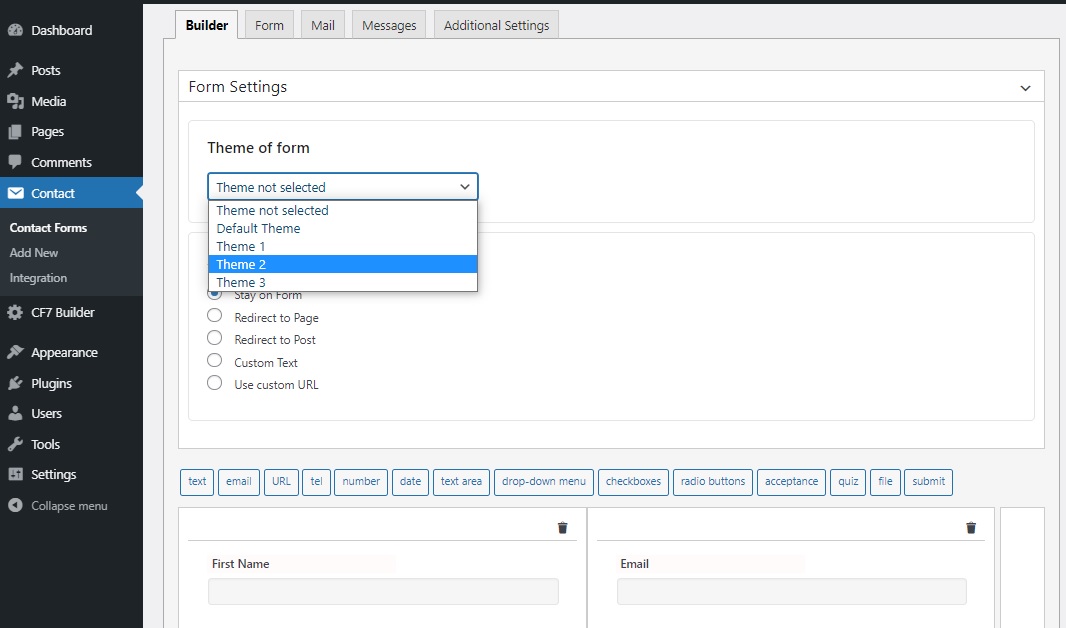 Dashboard
Posts
Media
Pages
Comments
Contact
Contact Forms
Add New
Integration
CF7 Builder
Appearance
Plugins
Users
Tools
Settings
Collapse menu
Builder
Form
Mail
Messages
Additional Settings
Form Settings
Theme of form
Theme not selected
Theme not selected
Default Theme
Theme 1
Theme 2
Theme 3
Stay on Form
Redirect to Page
Redirect to Post
Custom Text
Use custom URL
text
email
URL
tel
number
date
text area
drop-down menu
checkboxes
radio buttons
acceptance
quiz
file
submit
First Name
Email